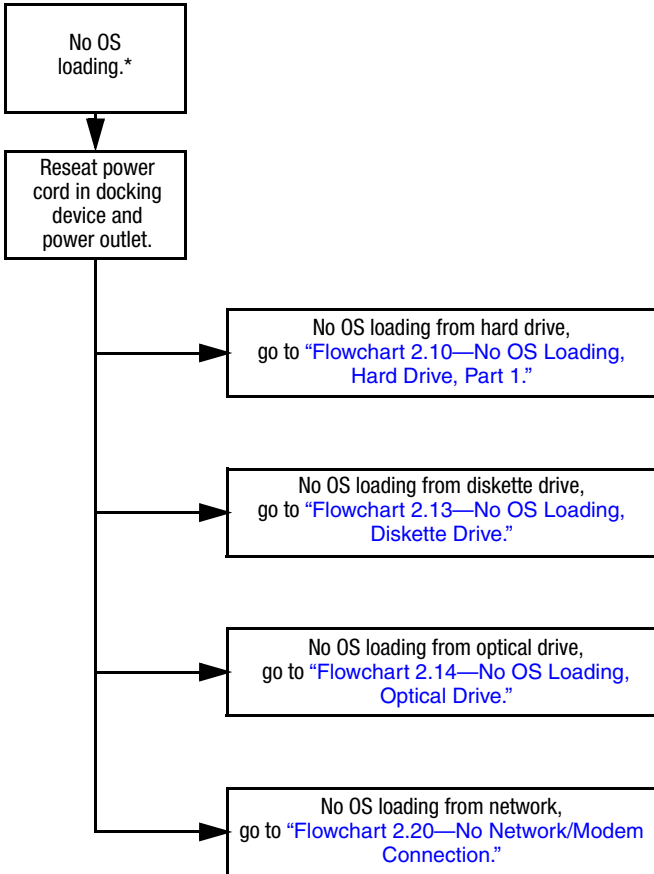 No OS
loading.*
Reseat power
cord in docking
device and
power outlet.
No OS loading from hard drive,
go to “Flowchart 2.10—No OS Loading,
Hard Drive, Part 1.”
No OS loading from diskette drive,
go to “Flowchart 2.13—No OS Loading,
Diskette Drive.”
No OS loading from optical drive,
go to “Flowchart 2.14—No OS Loading,
Optical Drive.”
No OS loading from network,
go to “Flowchart 2.20—No Network/Modem
Connection.”